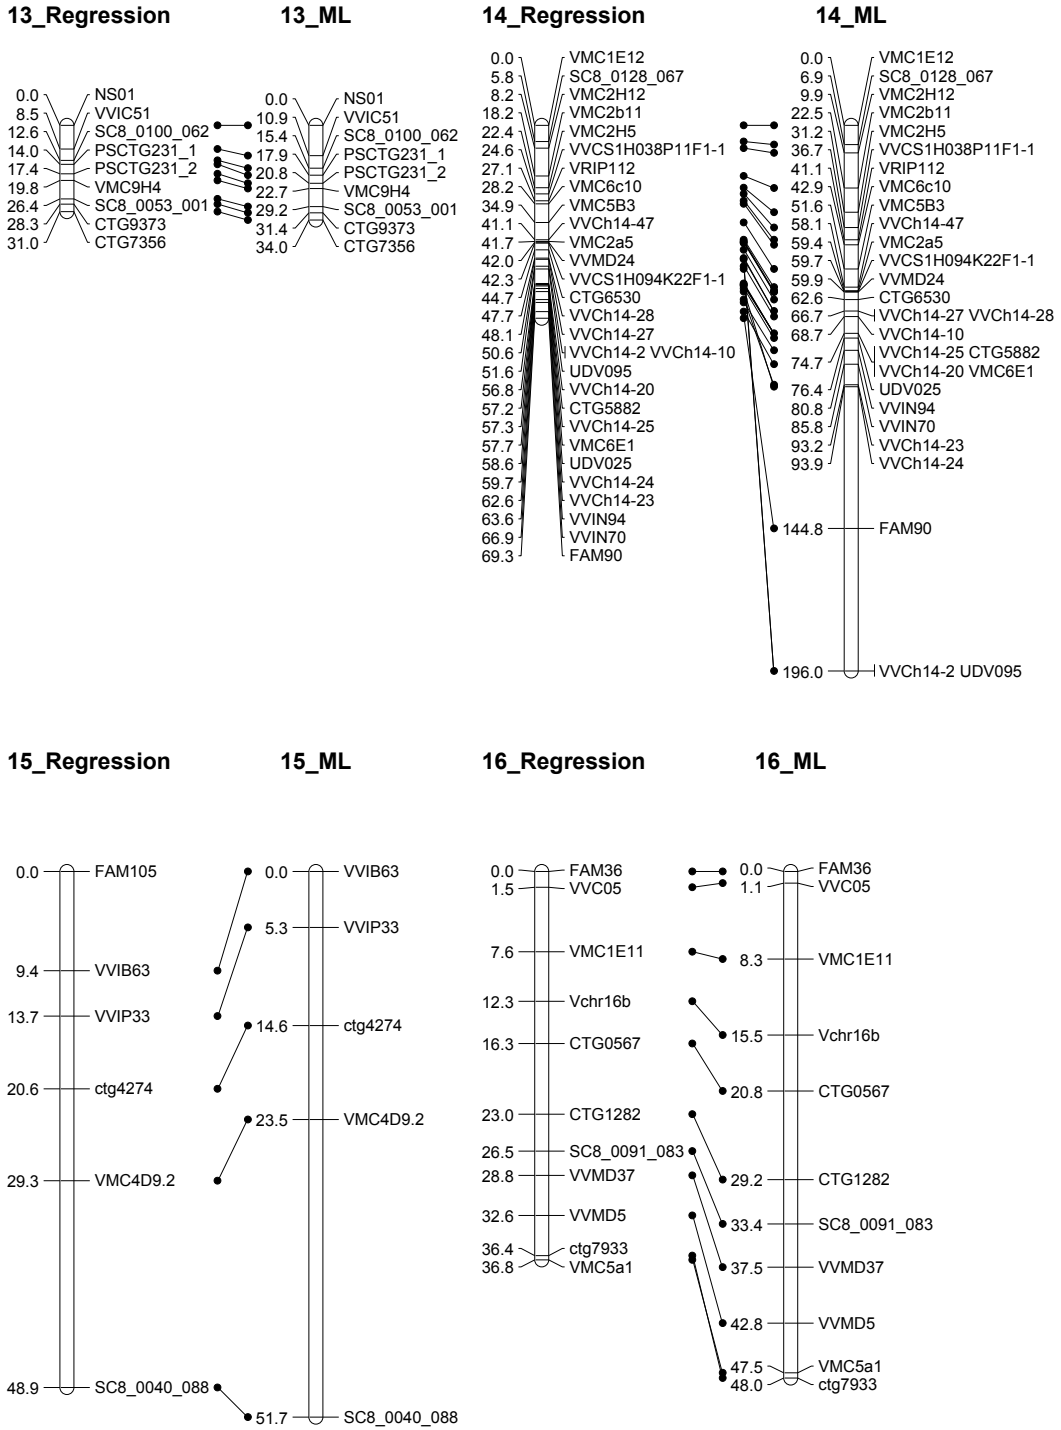 13_Regression 13_ML 14_Regression 14_ML
0.0 NS01
8.5 VVIC51
12.6 SC8_0100_062
14.0 PSCTG231_1
17.4 PSCTG231_2
19.8 VMC9H4
26.4 SC8_0053_001
28.3 CTG9373
31.0 CTG7356
0.0 NS01
10.9 VVIC51
15.4 SC8_0100_062
17.9 PSCTG231_1
20.8 PSCTG231_2
22.7 VMC9H4
29.2 SC8_0053_001
31.4 CTG9373
34.0 CTG7356
0.0 VMC1E12
5.8 SC8_0128_067
8.2 VMC2H12
18.2 VMC2b11
22.4 VMC2H5
24.6 VVCS1H038P11F1-1
27.1 VRIP112
28.2 VMC6c10
34.9 VMC5B3
41.1 VVCh14-47
41.7 VMC2a5
42.0 VVMD24
42.3 VVCS1H094K22F1-1
44.7 CTG6530
47.7 VVCh14-28
48.1 VVCh14-27
50.6 VVCh14-2 VVCh14-10
51.6 UDV095
56.8 VVCh14-20
57.2 CTG5882
57.3 VVCh14-25
57.7 VMC6E1
58.6 UDV025
59.7 VVCh14-24
62.6 VVCh14-23
63.6 VVIN94
66.9 VVIN70
69.3 FAM90
0.0 VMC1E12
6.9 SC8_0128_067
9.9 VMC2H12
22.5 VMC2b11
31.2 VMC2H5
36.7 VVCS1H038P11F1-1
41.1 VRIP112
42.9 VMC6c10
51.6 VMC5B3
58.1 VVCh14-47
59.4 VMC2a5
59.7 VVCS1H094K22F1-1
59.9 VVMD24
62.6 CTG6530
66.7 VVCh14-27 VVCh14-28
68.7 VVCh14-10
74.7 VVCh14-25 CTG5882
VVCh14-20 VMC6E1
76.4 UDV025
80.8 VVIN94
85.8 VVIN70
93.2 VVCh14-23
93.9 VVCh14-24
144.8 FAM90
196.0 VVCh14-2 UDV095
15_Regression 15_ML 16_Regression 16_ML
0.0 FAM105
9.4 VVIB63
13.7 VVIP33
20.6 ctg4274
29.3 VMC4D9.2
48.9 SC8_0040_088
0.0 VVIB63
5.3 VVIP33
14.6 ctg4274
23.5 VMC4D9.2
51.7 SC8_0040_088
0.0 FAM36
1.5 VVC05
7.6 VMC1E11
12.3 Vchr16b
16.3 CTG0567
23.0 CTG1282
26.5 SC8_0091_083
28.8 VVMD37
32.6 VVMD5
36.4 ctg7933
36.8 VMC5a1
0.0 FAM36
1.1 VVC05
8.3 VMC1E11
15.5 Vchr16b
20.8 CTG0567
29.2 CTG1282
33.4 SC8_0091_083
37.5 VVMD37
42.8 VVMD5
47.5 VMC5a1
48.0 ctg7933